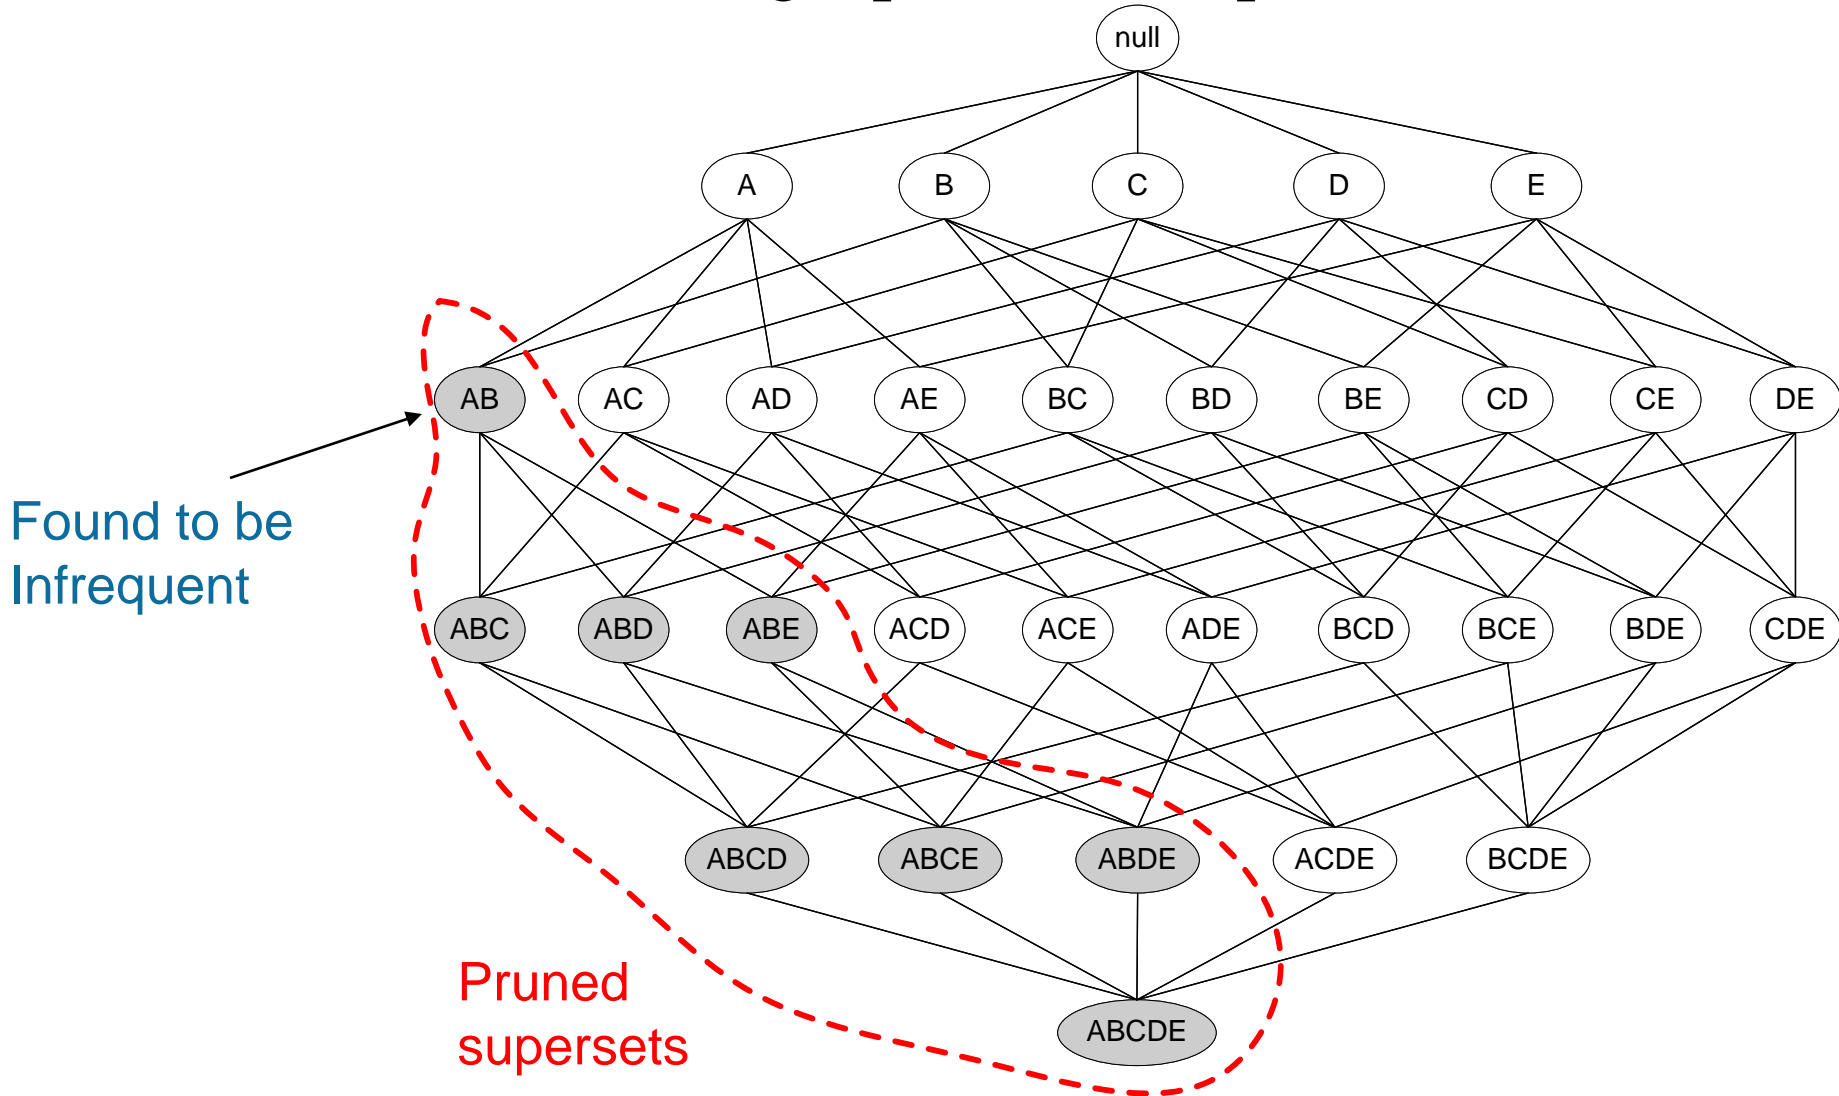 null
A B C D E
AB AC AD AE BC BD BE CD CE DE
Found to be
Infrequent
ABC ABD ABE ACD ACE ADE BCD BCE BDE CDE
ABCD ABCE ABDE ACDE BCDE
Pruned
supersets
ABCDE